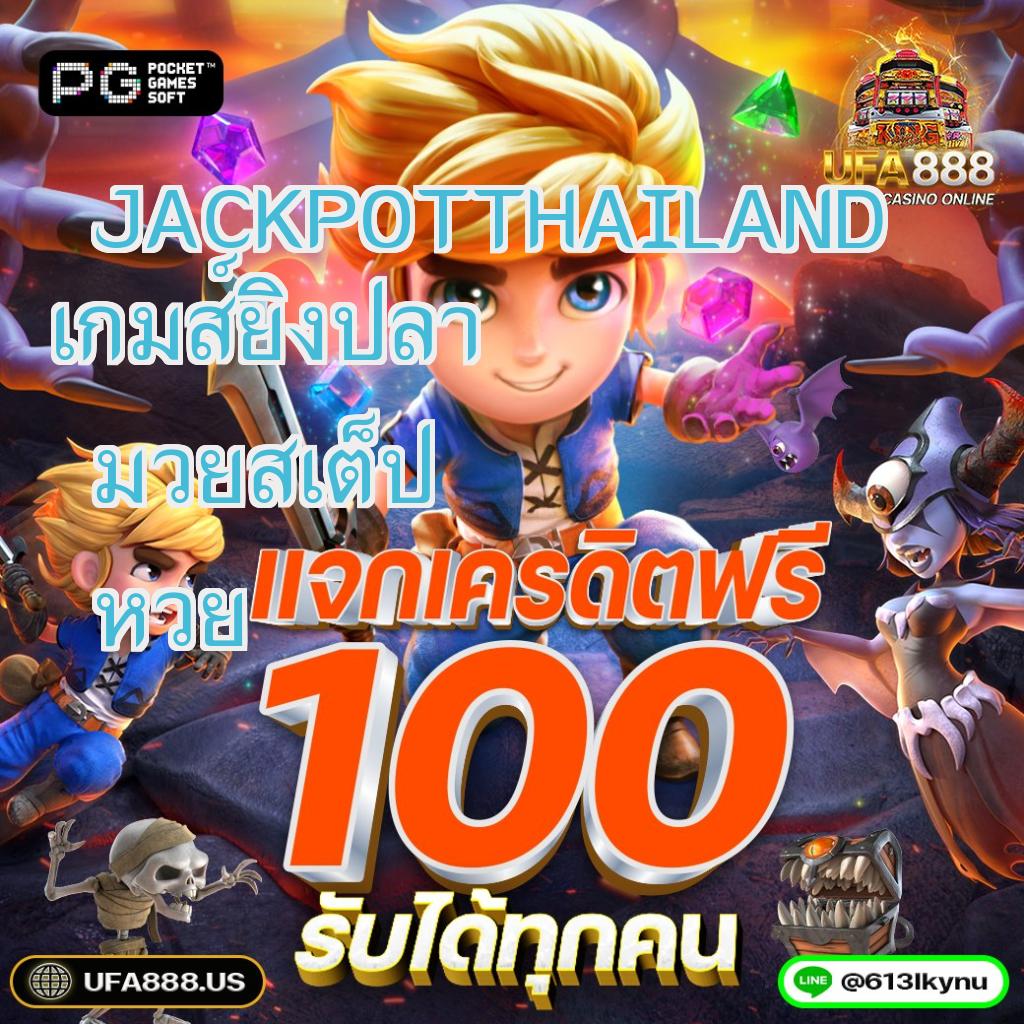 PG POCKET GAMES SOFT™
UFA888
CASINO ONLINE
JACKPOTTHAILAND
เกมส์ยิงปลา
มวยสเต็ป
หวย
แจกเครดิตฟรี
100
รับได้ทุกคน
UFA888.US
LINE @613lkynu